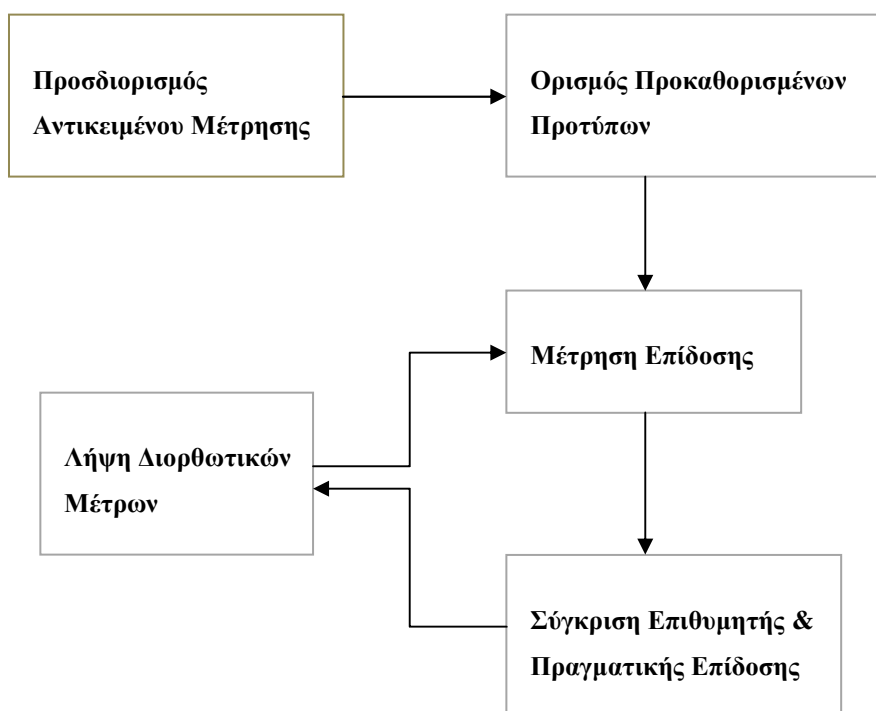 Προσδιορισμός
Αντικειμένου Μέτρησης
Ορισμός Προκαθορισμένων
Προτύπων
Μέτρηση Επίδοσης
Λήψη Διορθωτικών
Μέτρων
Σύγκριση Επιθυμητής &
Πραγματικής Επίδοσης